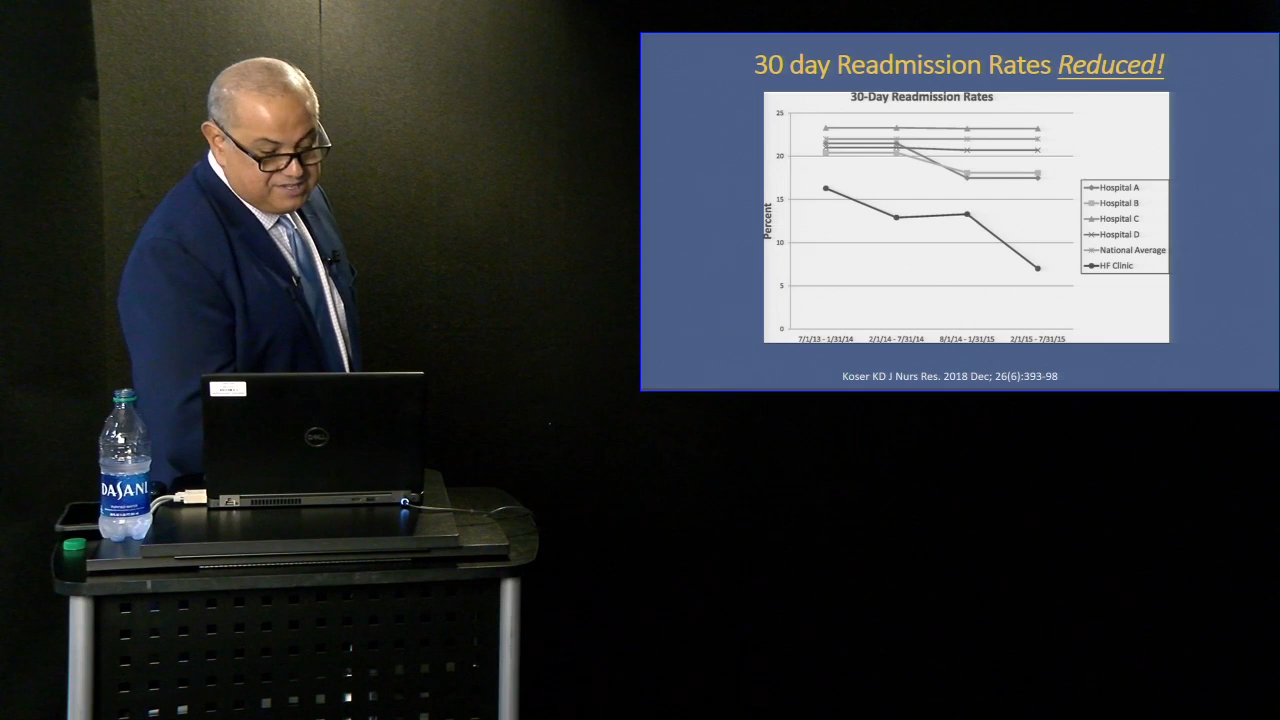 30 day Readmission Rates Reduced!
30-Day Readmission Rates
25
20
15
10
5
0
Percent
7/1/13 - 1/31/14
2/1/14 - 7/31/14
8/1/14 - 1/31/15
2/1/15 - 7/31/15
Hospital A
Hospital B
Hospital C
Hospital D
National Average
HF Clinic
Koser KD J Nurs Res. 2018 Dec; 26(6):393-98
DELL
DASANI